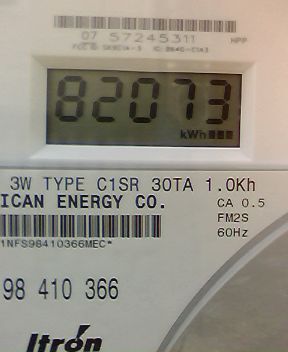 07 57245311
HPP
82073
kWh
3W TYPE C1SR 30TA 1.0Kh
ICAN ENERGY CO.
CA 0.5
FM2S
60Hz
1NFS98410366MEC*
98 410 366
Itron